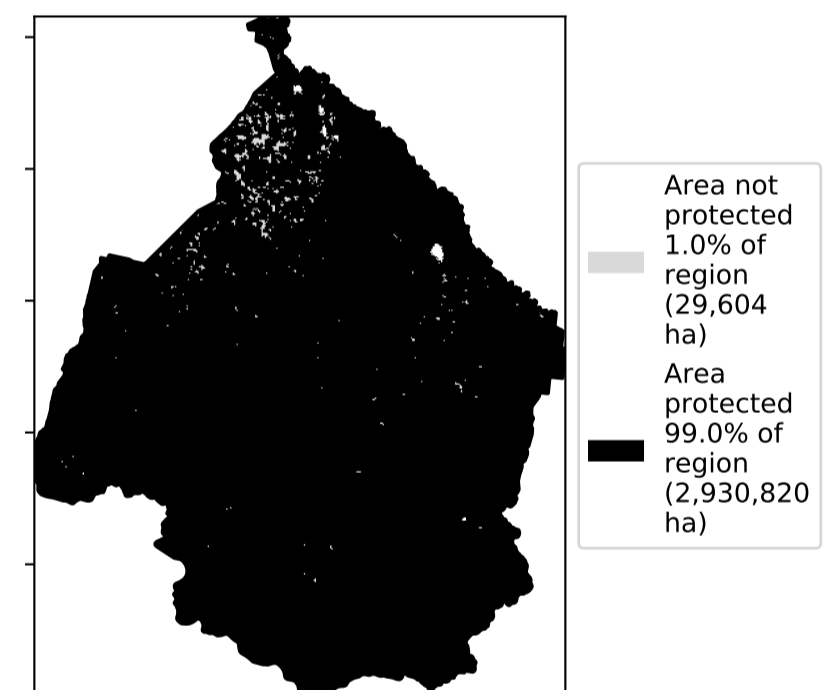 Area not
protected
1.0% of
region
(29,604
ha)
Area
protected
99.0% of
region
(2,930,820
ha)